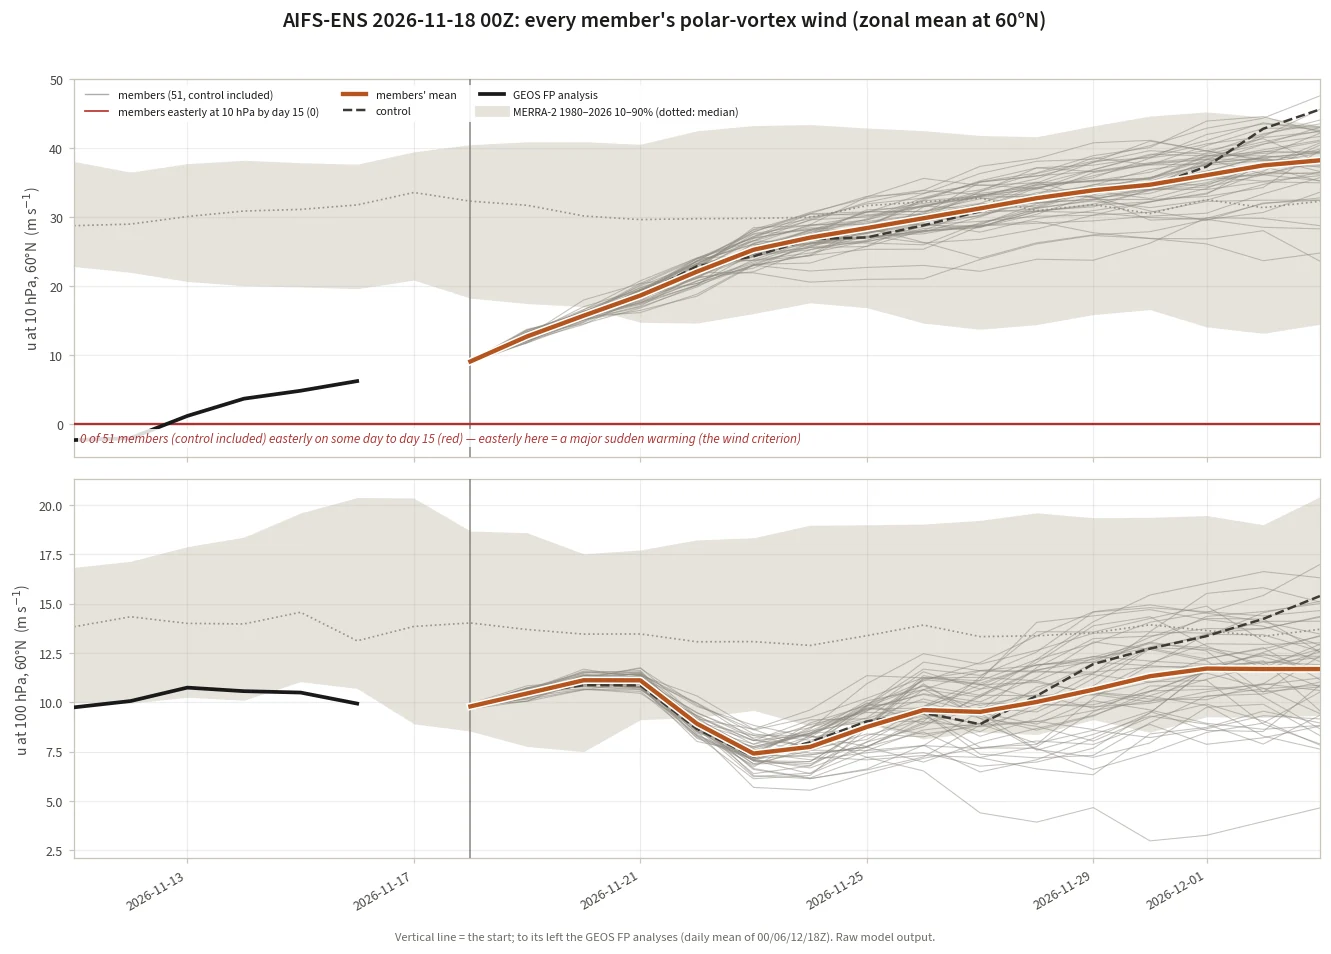 AIFS-ENS 2026-11-18 00Z: every member's polar-vortex wind (zonal mean at 60°N)
members (51, control included)
members easterly at 10 hPa by day 15 (0)
members' mean
control
GEOS FP analysis
MERRA-2 1980–2026 10–90% (dotted: median)
u at 10 hPa, 60°N (m s⁻¹)
50
40
30
20
10
0
0 of 51 members (control included) easterly on some day to day 15 (red) — easterly here = a major sudden warming (the wind criterion)
u at 100 hPa, 60°N (m s⁻¹)
20.0
17.5
15.0
12.5
10.0
7.5
5.0
2.5
2026-11-13
2026-11-17
2026-11-21
2026-11-25
2026-11-29
2026-12-01
Vertical line = the start; to its left the GEOS FP analyses (daily mean of 00/06/12/18Z). Raw model output.